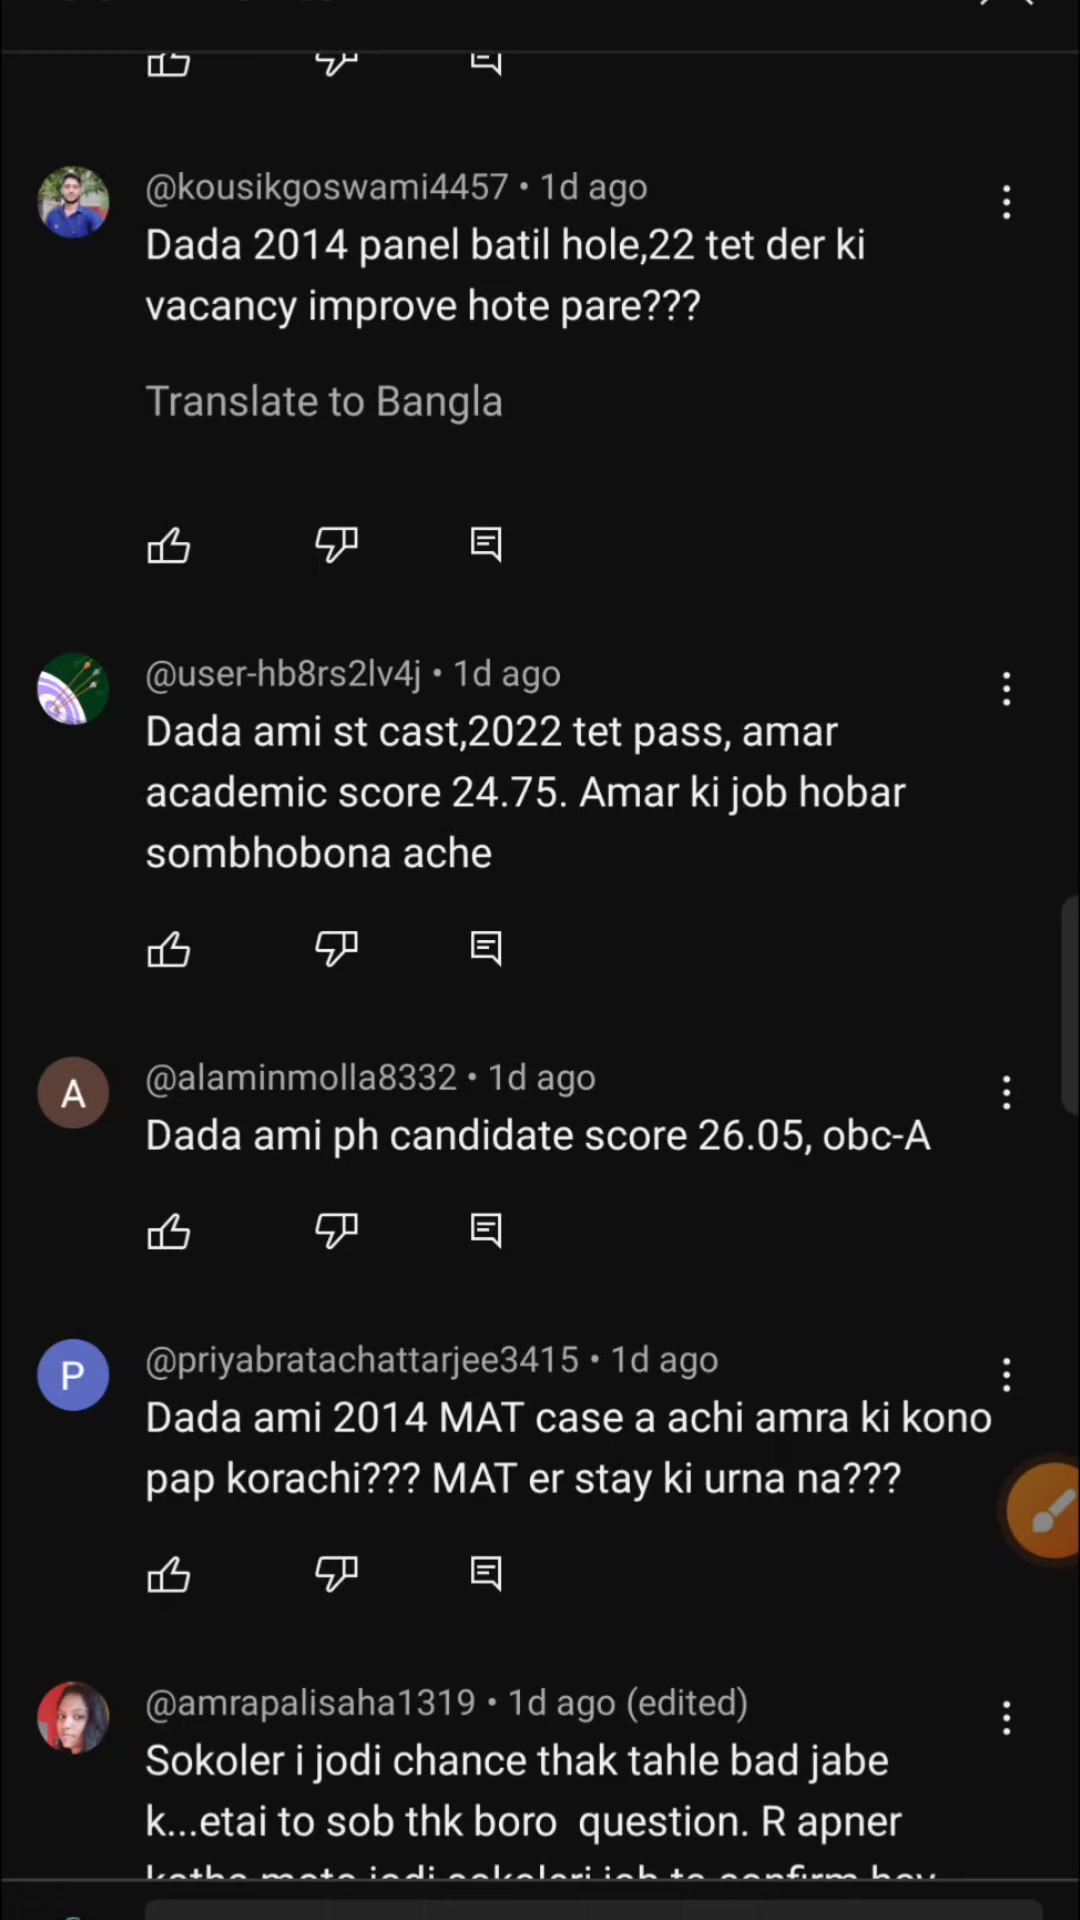 @kousikgoswami4457 • 1d ago
Dada 2014 panel batil hole,22 tet der ki
vacancy improve hote pare???
Translate to Bangla
@user-hb8rs2lv4j • 1d ago
Dada ami st cast,2022 tet pass, amar
academic score 24.75. Amar ki job hobar
sombhobona ache
A
@alaminmolla8332 • 1d ago
Dada ami ph candidate score 26.05, obc-A
P
@priyabratachattarjee3415 • 1d ago
Dada ami 2014 MAT case a achi amra ki kono
pap korachi??? MAT er stay ki urna na???
@amrapalisaha1319 • 1d ago (edited)
Sokoler i jodi chance thak tahle bad jabe
k...etai to sob thk boro  question. R apner